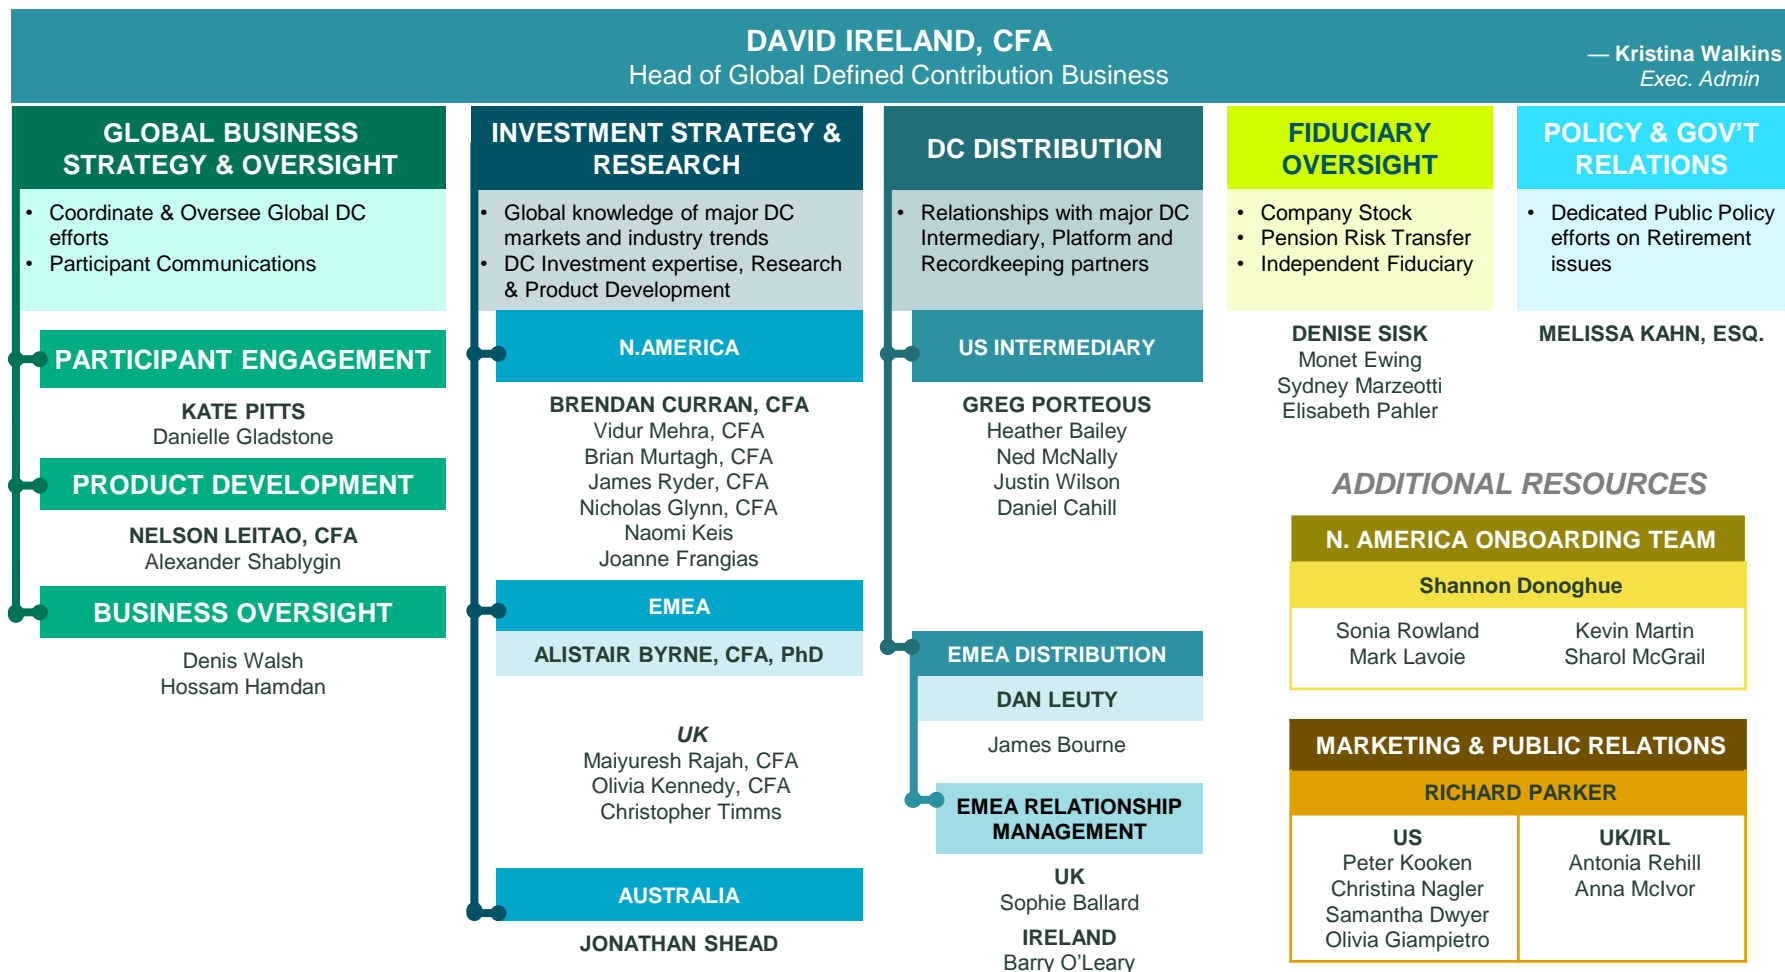 DAVID IRELAND, CFA
Head of Global Defined Contribution Business
— Kristina Walkins
Exec. Admin
GLOBAL BUSINESS
STRATEGY & OVERSIGHT
• Coordinate & Oversee Global DC
efforts
• Participant Communications
PARTICIPANT ENGAGEMENT
KATE PITTS
Danielle Gladstone
PRODUCT DEVELOPMENT
NELSON LEITAO, CFA
Alexander Shablygin
BUSINESS OVERSIGHT
Denis Walsh
Hossam Hamdan
INVESTMENT STRATEGY &
RESEARCH
• Global knowledge of major DC
markets and industry trends
• DC Investment expertise, Research
& Product Development
N.AMERICA
BRENDAN CURRAN, CFA
Vidur Mehra, CFA
Brian Murtagh, CFA
James Ryder, CFA
Nicholas Glynn, CFA
Naomi Keis
Joanne Frangias
EMEA
ALISTAIR BYRNE, CFA, PhD
UK
Maiyuresh Rajah, CFA
Olivia Kennedy, CFA
Christopher Timms
AUSTRALIA
JONATHAN SHEAD
DC DISTRIBUTION
• Relationships with major DC
Intermediary, Platform and
Recordkeeping partners
US INTERMEDIARY
GREG PORTEOUS
Heather Bailey
Ned McNally
Justin Wilson
Daniel Cahill
EMEA DISTRIBUTION
DAN LEUTY
James Bourne
EMEA RELATIONSHIP
MANAGEMENT
UK
Sophie Ballard
IRELAND
Barry O’Leary
FIDUCIARY
OVERSIGHT
• Company Stock
• Pension Risk Transfer
• Independent Fiduciary
DENISE SISK
Monet Ewing
Sydney Marzeotti
Elisabeth Pahler
POLICY & GOV’T
RELATIONS
• Dedicated Public Policy
efforts on Retirement
issues
MELISSA KAHN, ESQ.
ADDITIONAL RESOURCES
N. AMERICA ONBOARDING TEAM
Shannon Donoghue
Sonia Rowland
Mark Lavoie
Kevin Martin
Sharol McGrail
MARKETING & PUBLIC RELATIONS
RICHARD PARKER
US
Peter Kooken
Christina Nagler
Samantha Dwyer
Olivia Giampietro
UK/IRL
Antonia Rehill
Anna McIvor